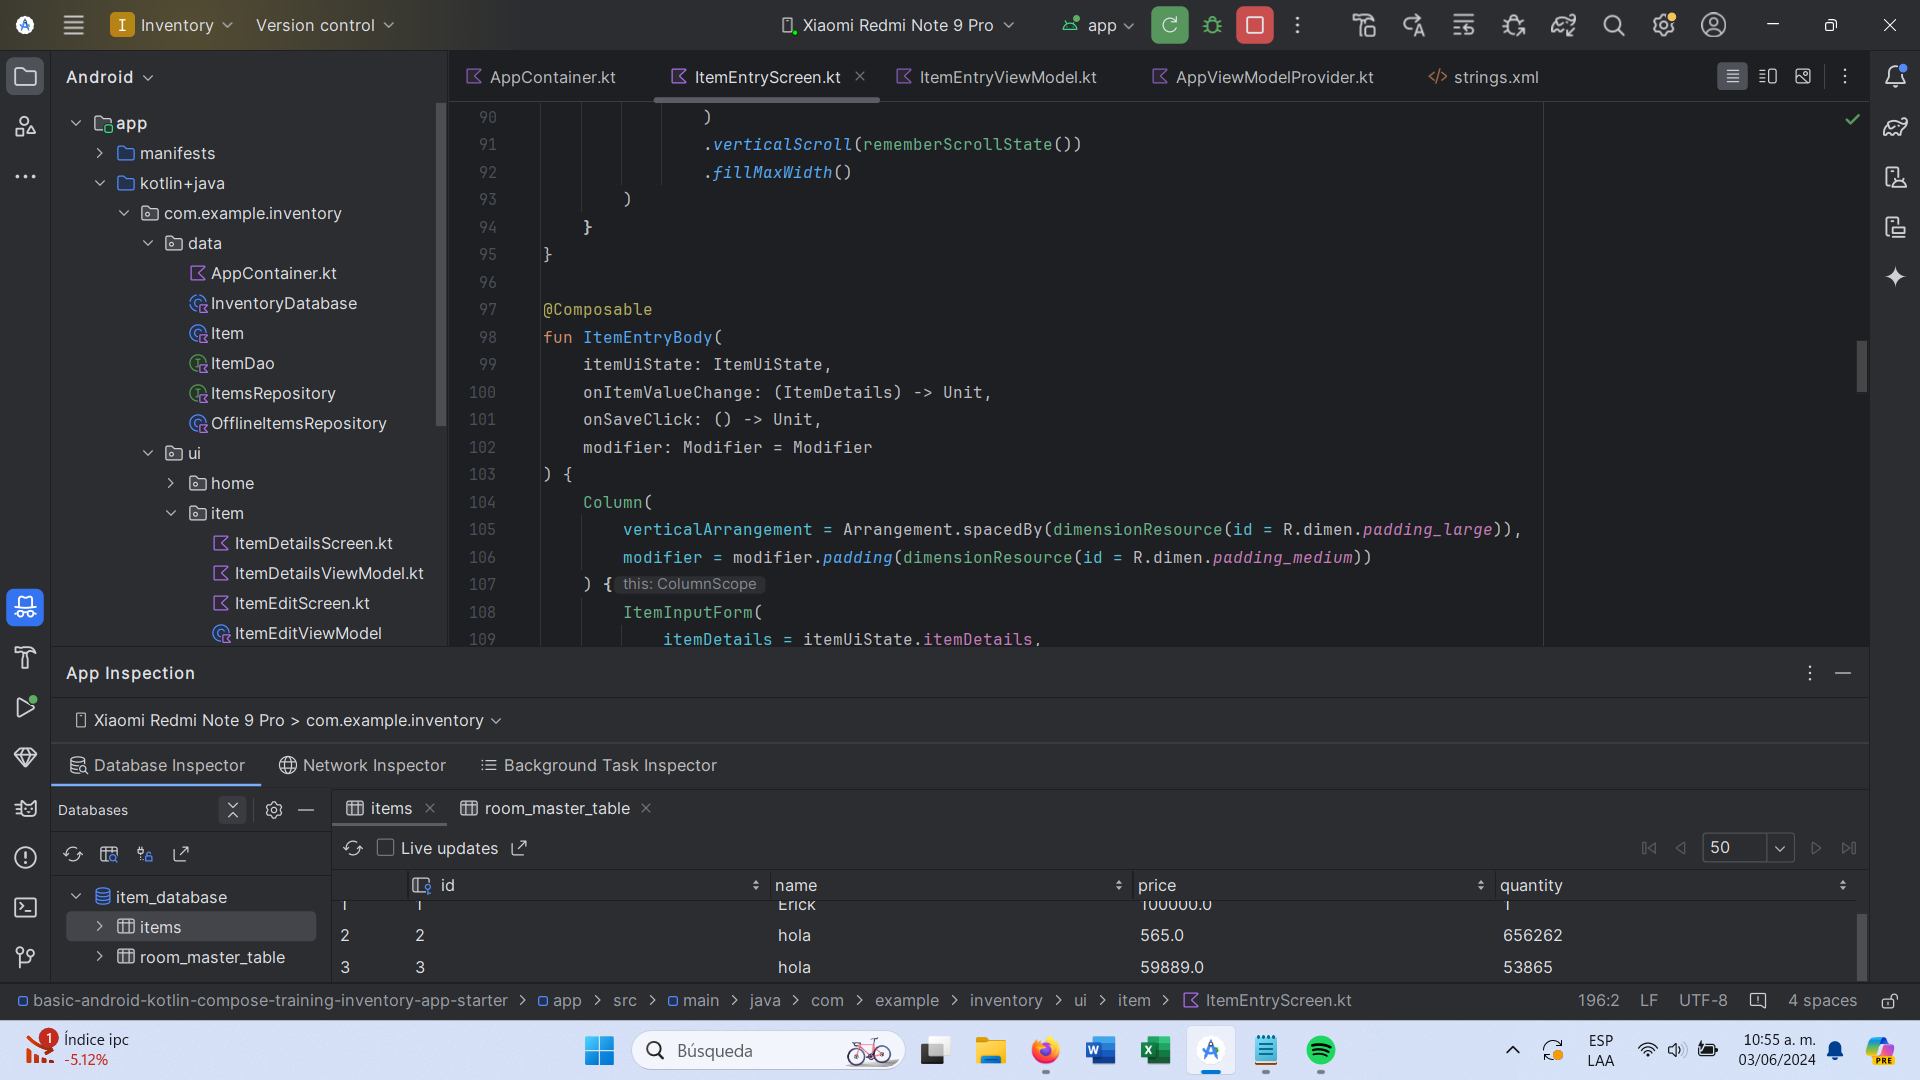 I Inventory Version control Xiaomi Redmi Note 9 Pro app
Android
app
manifests
kotlin+java
com.example.inventory
data
AppContainer.kt
InventoryDatabase
Item
ItemDao
ItemsRepository
OfflineItemsRepository
ui
home
item
ItemDetailsScreen.kt
ItemDetailsViewModel.kt
ItemEditScreen.kt
ItemEditViewModel
AppContainer.kt ItemEntryScreen.kt ItemEntryViewModel.kt AppViewModelProvider.kt strings.xml
90 )
91 .verticalScroll(rememberScrollState())
92 .fillMaxWidth()
93 )
94 }
95 }
96
97 @Composable
98 fun ItemEntryBody(
99 itemUiState: ItemUiState,
100 onItemValueChange: (ItemDetails) -> Unit,
101 onSaveClick: () -> Unit,
102 modifier: Modifier = Modifier
103 ) {
104 Column(
105 verticalArrangement = Arrangement.spacedBy(dimensionResource(id = R.dimen.padding_large)),
106 modifier = modifier.padding(dimensionResource(id = R.dimen.padding_medium))
107 ) { this: ColumnScope
108 ItemInputForm(
109 itemDetails = itemUiState.itemDetails,
App Inspection
Xiaomi Redmi Note 9 Pro > com.example.inventory
Database Inspector Network Inspector Background Task Inspector
Databases
item_database
items
room_master_table
items room_master_table
Live updates 50
id name price quantity
1 1 Erick 100000.0 1
2 2 hola 565.0 656262
3 3 hola 59889.0 53865
basic-android-kotlin-compose-training-inventory-app-starter > app > src > main > java > com > example > inventory > ui > item > ItemEntryScreen.kt 196:2 LF UTF-8 4 spaces
1 Índice ipc
-5.12%
Búsqueda
ESP
LAA
10:55 a. m.
03/06/2024
PRE